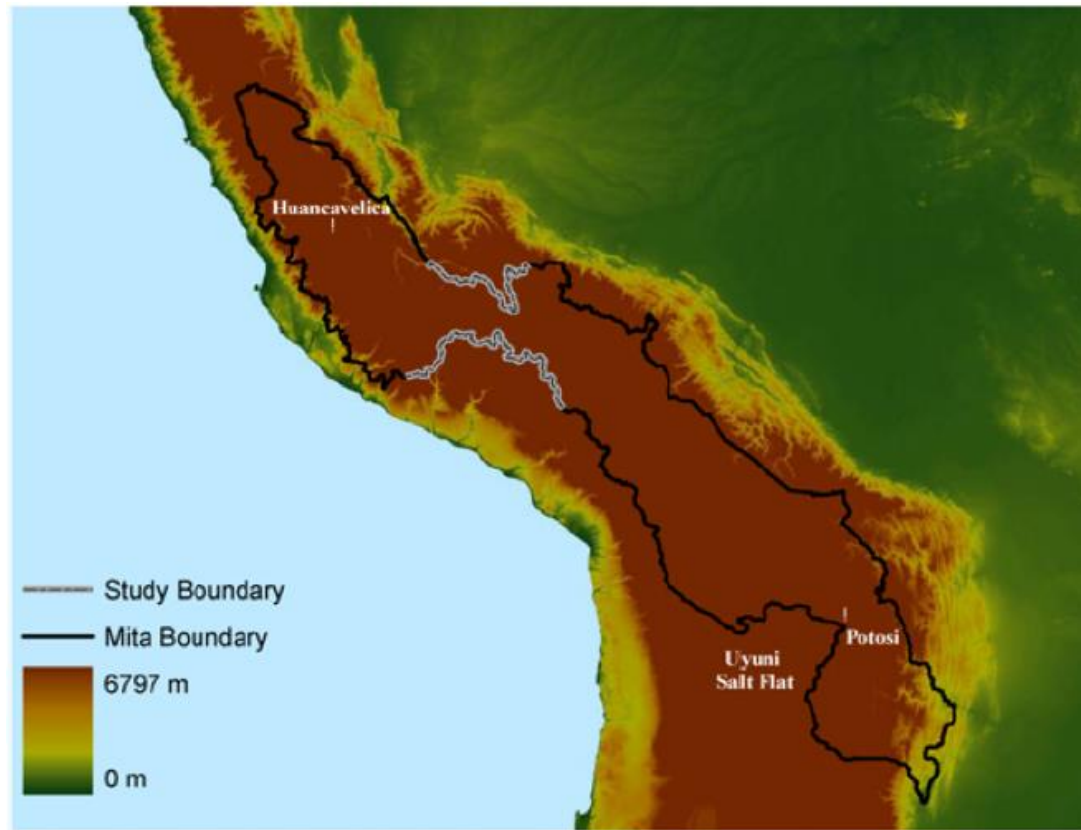 Huancavelica
Study Boundary
Mita Boundary
6797 m
0 m
Potosi
Uyuni
Salt Flat